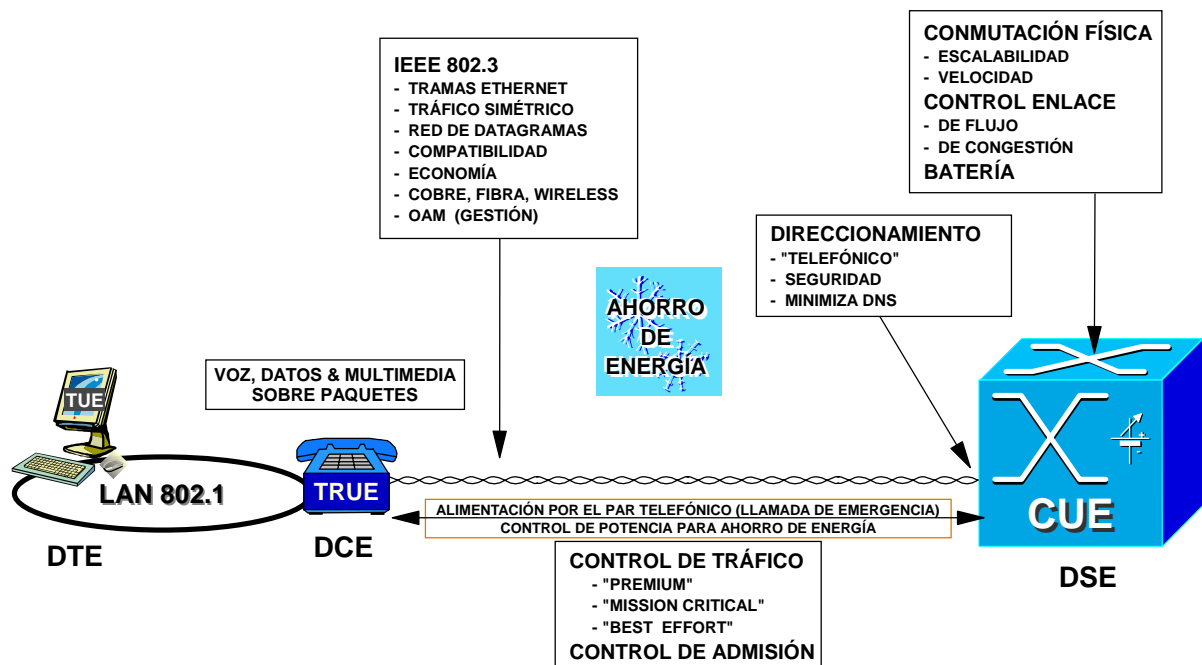 CONMUTACIÓN FÍSICA
- ESCALABILIDAD
- VELOCIDAD
CONTROL ENLACE
- DE FLUJO
- DE CONGESTIÓN
BATERÍA
IEEE 802.3
- TRAMAS ETHERNET
- TRÁFICO SIMÉTRICO
- RED DE DATAGRAMAS
- COMPATIBILIDAD
- ECONOMÍA
- COBRE, FIBRA, WIRELESS
- OAM (GESTIÓN)
DIRECCIONAMIENTO
- "TELEFÓNICO"
- SEGURIDAD
- MINIMIZA DNS
AHORRO
DE
ENERGÍA
VOZ, DATOS & MULTIMEDIA
SOBRE PAQUETES
TUE
LAN 802.1
TRUE
DTE
DCE
ALIMENTACIÓN POR EL PAR TELEFÓNICO (LLAMADA DE EMERGENCIA)
CONTROL DE POTENCIA PARA AHORRO DE ENERGÍA
CUE
DSE
CONTROL DE TRÁFICO
- "PREMIUM"
- "MISSION CRITICAL"
- "BEST EFFORT"
CONTROL DE ADMISIÓN